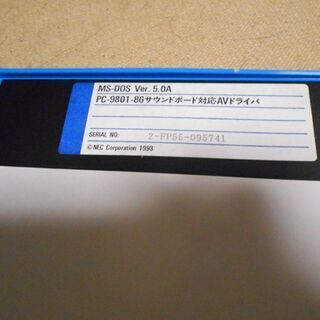 MS-DOS Ver. 5.0A
PC-9801-86サウンドボード対応AVドライバ
SERIAL NO: 2-FP55-095741
©NEC Corporation 1993